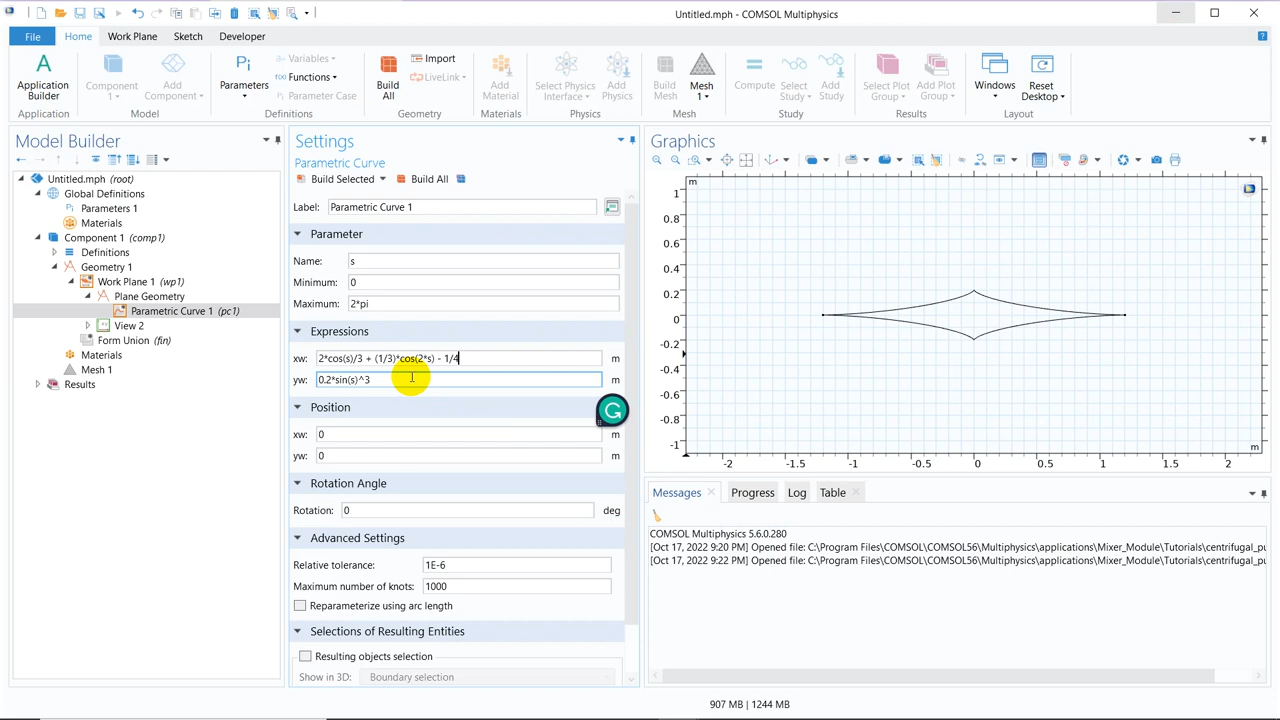 Untitled.mph - COMSOL Multiphysics
File Home Work Plane Sketch Developer
Application Builder
Component 1
Add Component
Pi Parameters
Variables
f(x) Functions
Pi Parameter Case
Build All
Import
LiveLink
Add Material
Select Physics Interface
Add Physics
Build Mesh
Mesh 1
Compute
Select Study
Add Study
Select Plot Group
Add Plot Group
Windows
Reset Desktop
Application Model Definitions Geometry Materials Physics Mesh Study Results Layout
Model Builder
Untitled.mph (root)
Global Definitions
Pi Parameters 1
Materials
Component 1 (comp1)
Definitions
Geometry 1
Work Plane 1 (wp1)
Plane Geometry
Parametric Curve 1 (pc1)
View 2
Form Union (fin)
Materials
Mesh 1
Results
Settings
Parametric Curve
Build Selected Build All
Label: Parametric Curve 1
Parameter
Name: s
Minimum: 0
Maximum: 2*pi
Expressions
xw: 2*cos(s)/3 + (1/3)*cos(2*s) - 1/4 m
yw: 0.2*sin(s)^3 m
G
Position
xw: 0 m
yw: 0 m
Rotation Angle
Rotation: 0 deg
Advanced Settings
Relative tolerance: 1E-6
Maximum number of knots: 1000
Reparameterize using arc length
Selections of Resulting Entities
Resulting objects selection
Show in 3D: Boundary selection
Graphics
m
1
0.8
0.6
0.4
0.2
0
-0.2
-0.4
-0.6
-0.8
-1
m
-2 -1.5 -1 -0.5 0 0.5 1 1.5 2
Messages Progress Log Table
COMSOL Multiphysics 5.6.0.280
[Oct 17, 2022 9:20 PM] Opened file: C:\Program Files\COMSOL\COMSOL56\Multiphysics\applications\Mixer_Module\Tutorials\centrifugal_pu
[Oct 17, 2022 9:22 PM] Opened file: C:\Program Files\COMSOL\COMSOL56\Multiphysics\applications\Mixer_Module\Tutorials\centrifugal_pu
907 MB | 1244 MB